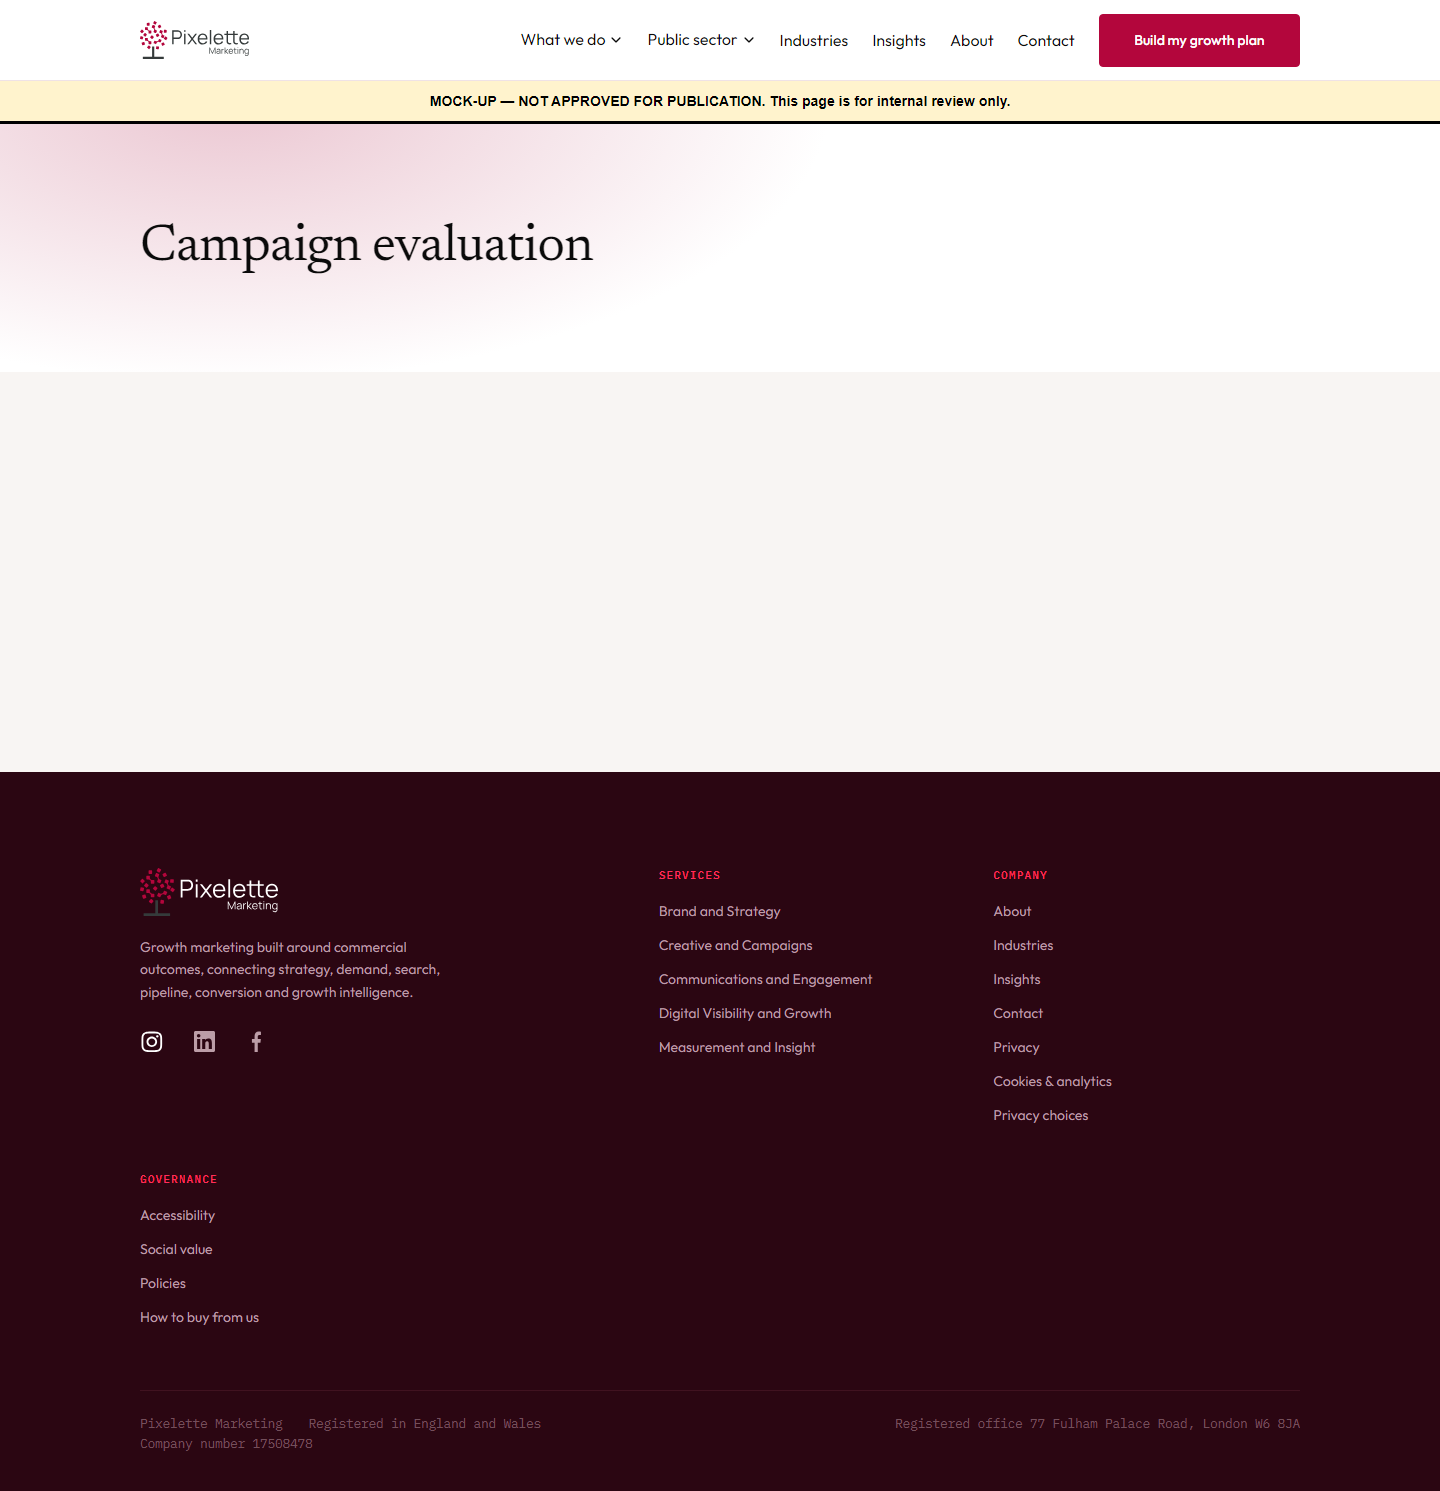 Pixelette
Marketing
What we do
Public sector
Industries
Insights
About
Contact
Build my growth plan
MOCK-UP — NOT APPROVED FOR PUBLICATION. This page is for internal review only.
Campaign evaluation
Pixelette
Marketing
Growth marketing built around commercial
outcomes, connecting strategy, demand, search,
pipeline, conversion and growth intelligence.
SERVICES
Brand and Strategy
Creative and Campaigns
Communications and Engagement
Digital Visibility and Growth
Measurement and Insight
COMPANY
About
Industries
Insights
Contact
Privacy
Cookies & analytics
Privacy choices
GOVERNANCE
Accessibility
Social value
Policies
How to buy from us
Pixelette Marketing Registered in England and Wales
Company number 17508478
Registered office 77 Fulham Palace Road, London W6 8JA